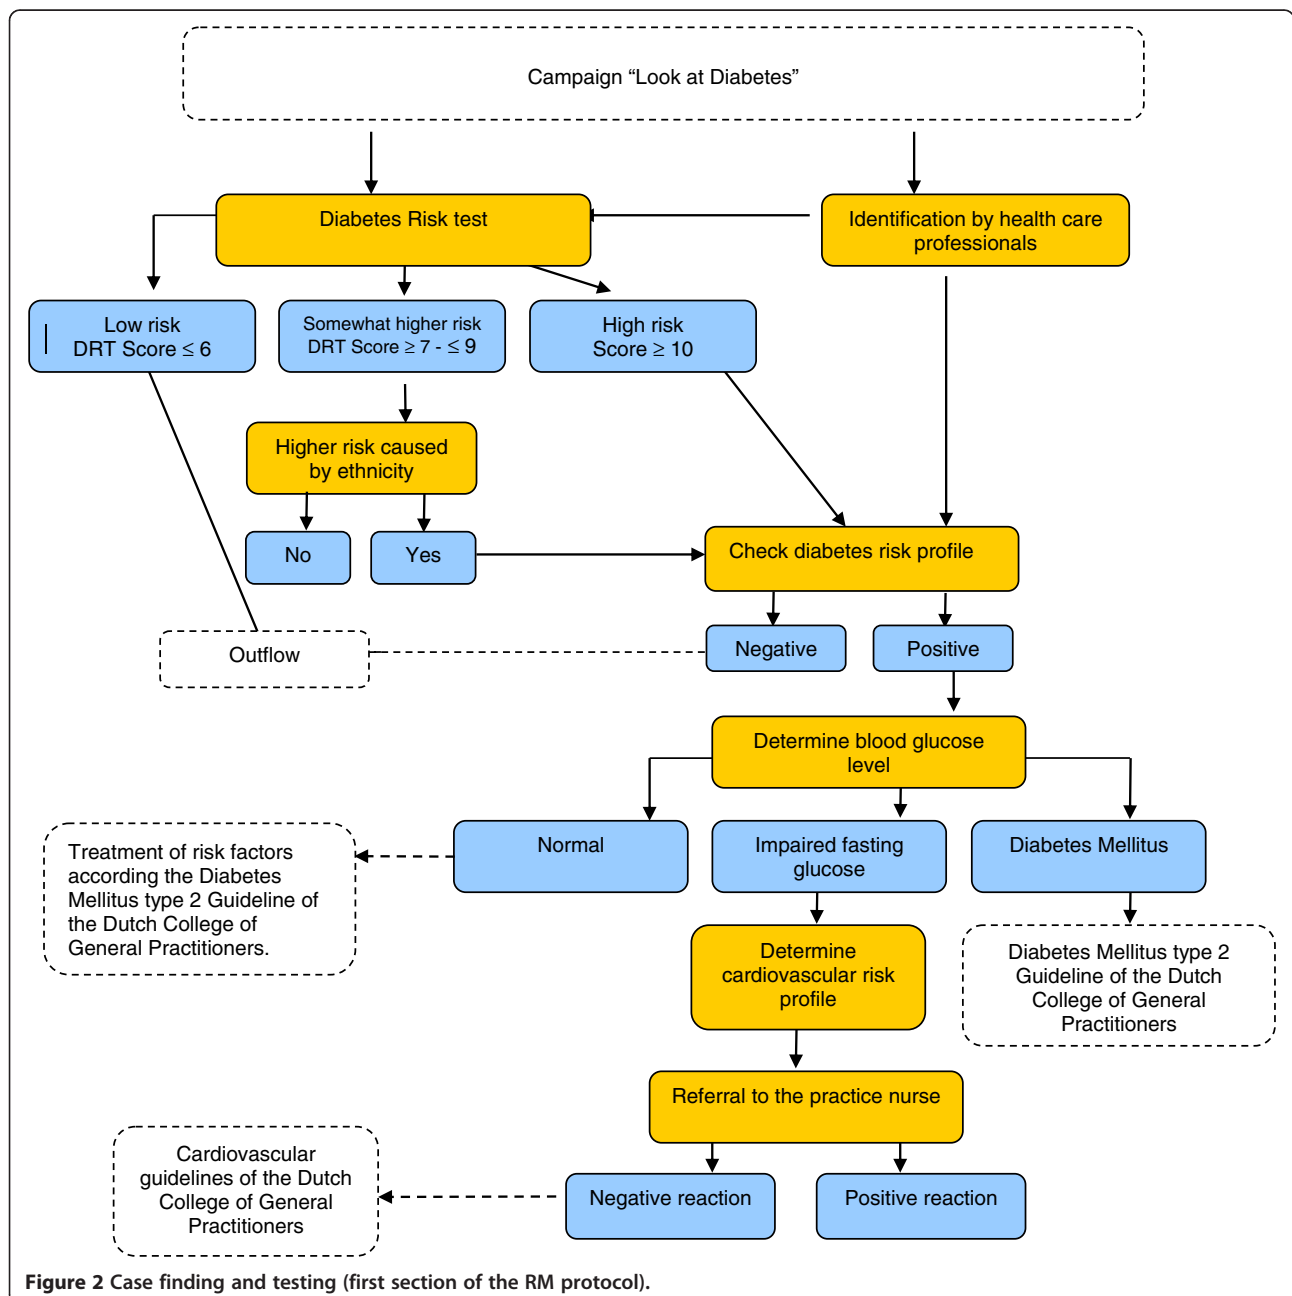 Campaign “Look at Diabetes”
Diabetes Risk test
Identification by health care
professionals
Low risk
DRT Score ≤ 6
Somewhat higher risk
DRT Score ≥ 7 - ≤ 9
High risk
Score ≥ 10
Higher risk caused
by ethnicity
No
Yes
Check diabetes risk profile
Outflow
Negative
Positive
Determine blood glucose
level
Treatment of risk factors
according the Diabetes
Mellitus type 2 Guideline of
the Dutch College of
General Practitioners.
Normal
Impaired fasting
glucose
Diabetes Mellitus
Determine
cardiovascular risk
profile
Diabetes Mellitus type 2
Guideline of the Dutch
College of General
Practitioners
Referral to the practice nurse
Cardiovascular
guidelines of the Dutch
College of General
Practitioners
Negative reaction
Positive reaction
Figure 2 Case finding and testing (first section of the RM protocol).